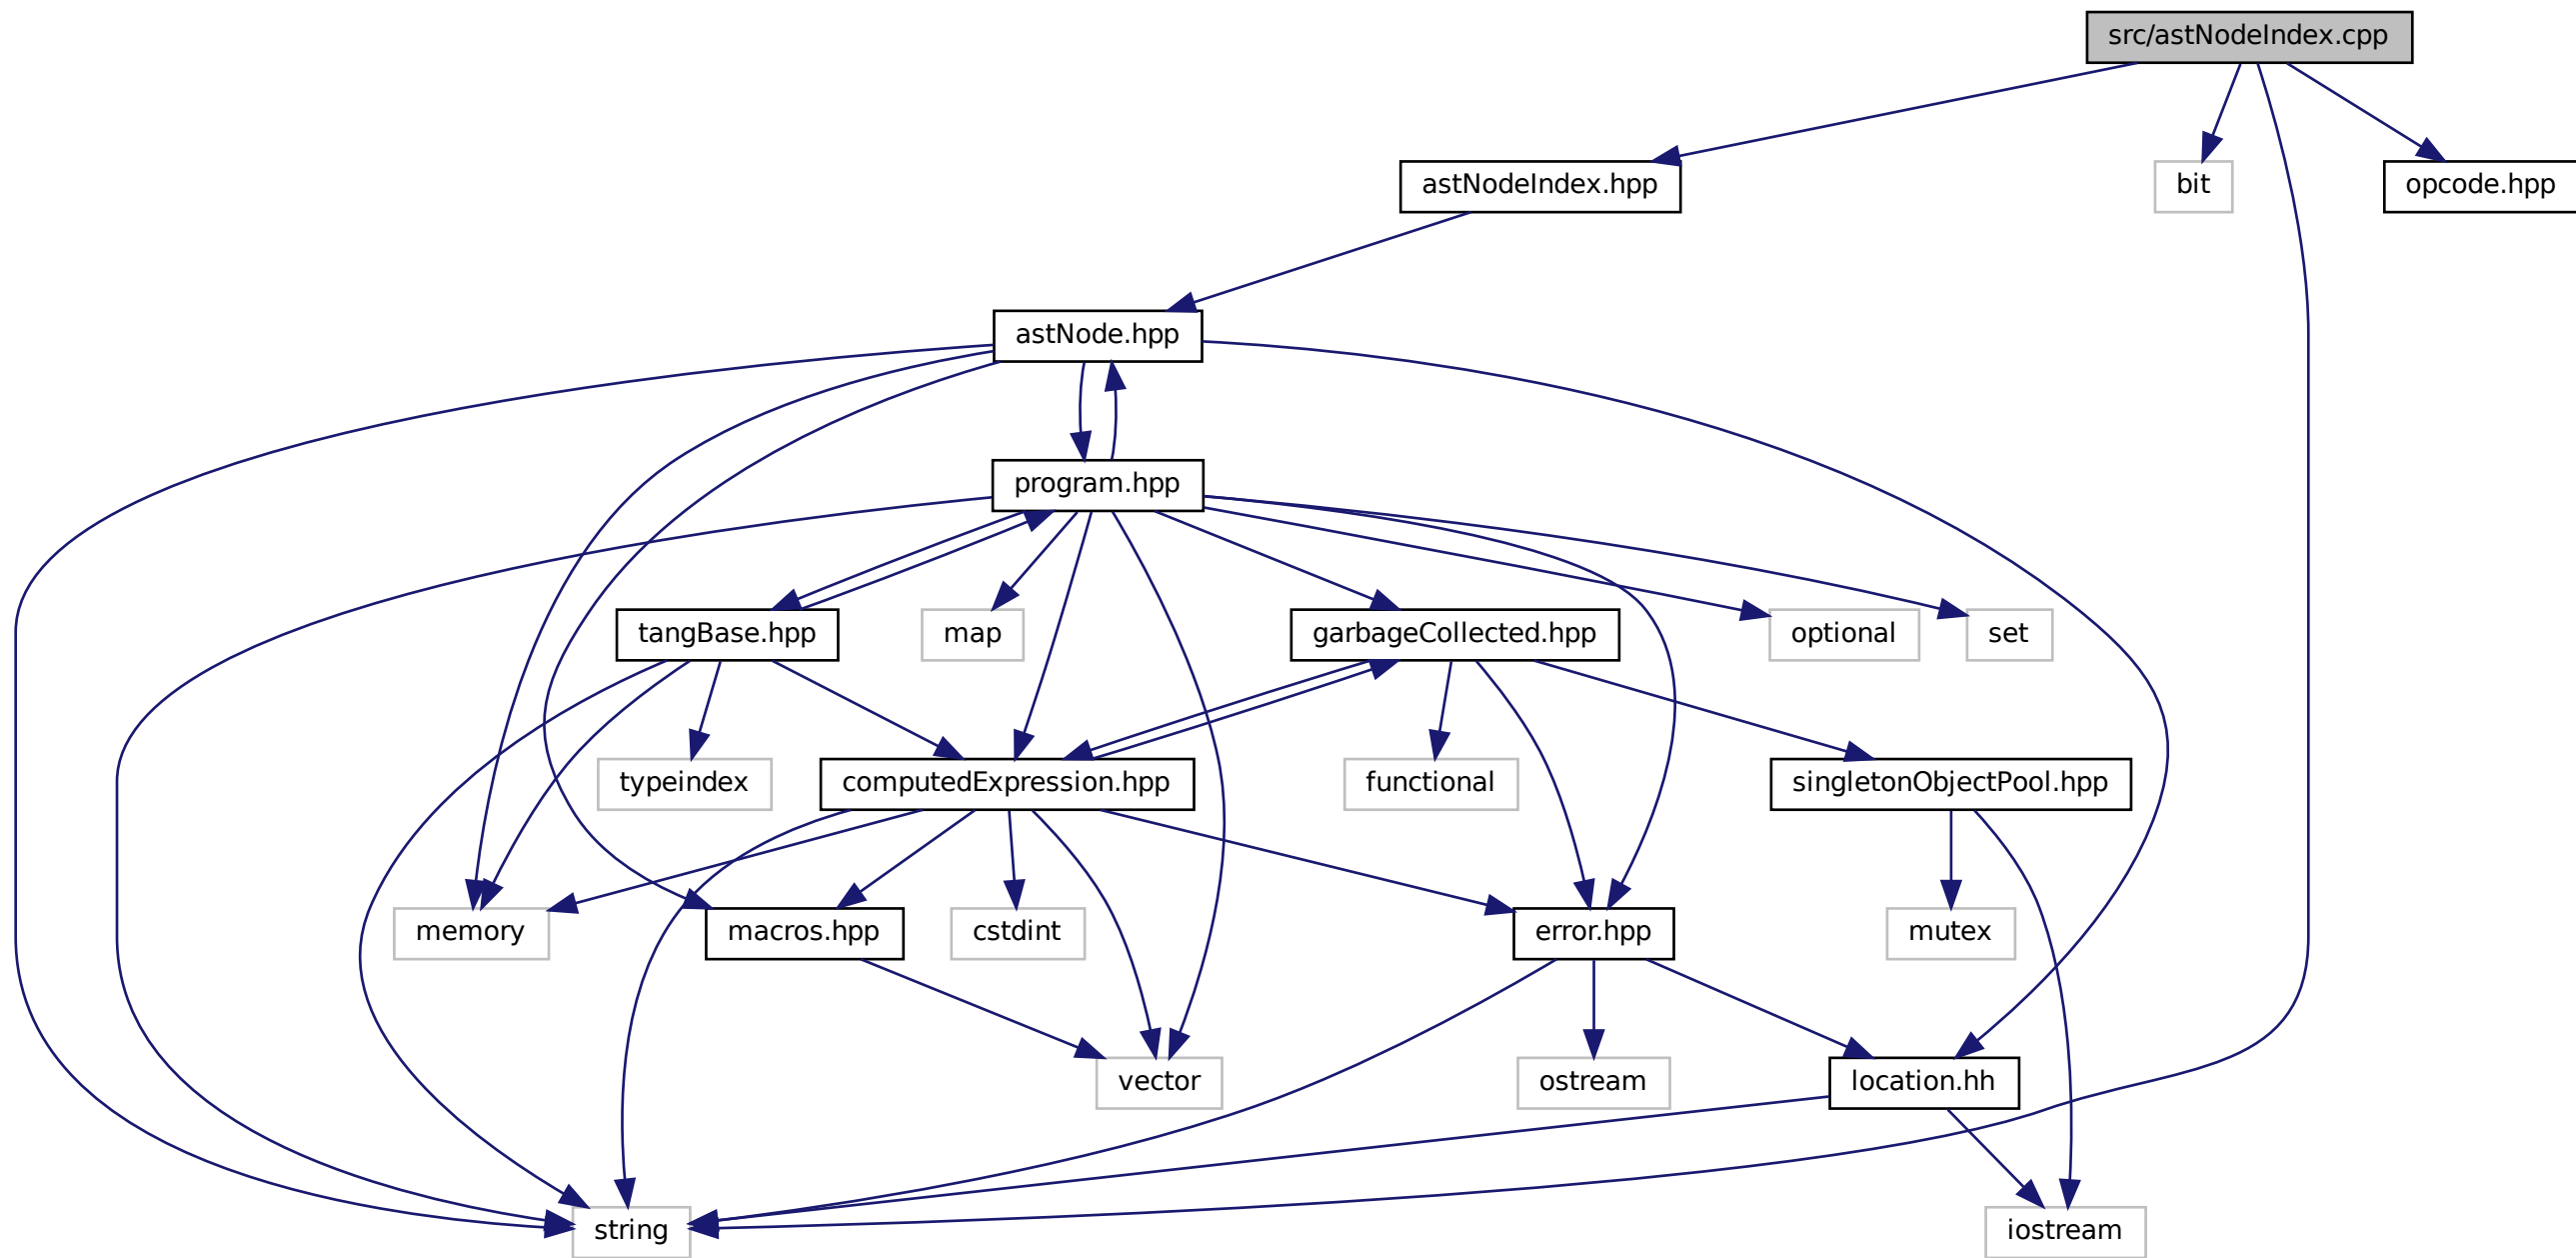 src/astNodeIndex.cpp
astNodeIndex.hpp
bit
opcode.hpp
astNode.hpp
program.hpp
tangBase.hpp
map
garbageCollected.hpp
optional
set
typeindex
computedExpression.hpp
functional
singletonObjectPool.hpp
memory
macros.hpp
cstdint
error.hpp
mutex
vector
ostream
location.hh
string
iostream